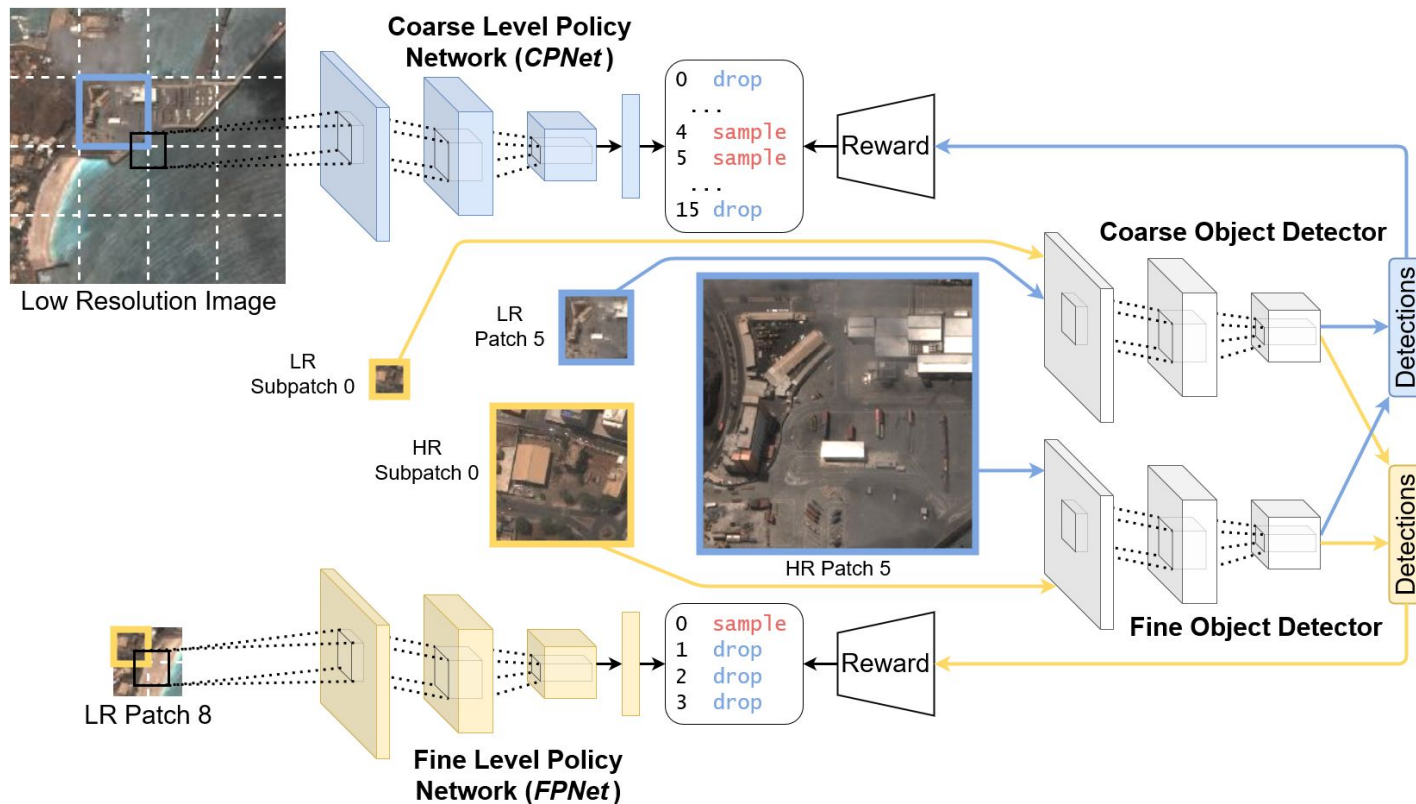 Coarse Level Policy
Network (CPNet)
0 drop
...
4 sample
5 sample
...
15 drop
Reward
Low Resolution Image
Coarse Object Detector
LR
Patch 5
LR
Subpatch 0
HR
Subpatch 0
HR Patch 5
Detections
Detections
Fine Object Detector
0 sample
1 drop
2 drop
3 drop
Reward
LR Patch 8
Fine Level Policy
Network (FPNet)